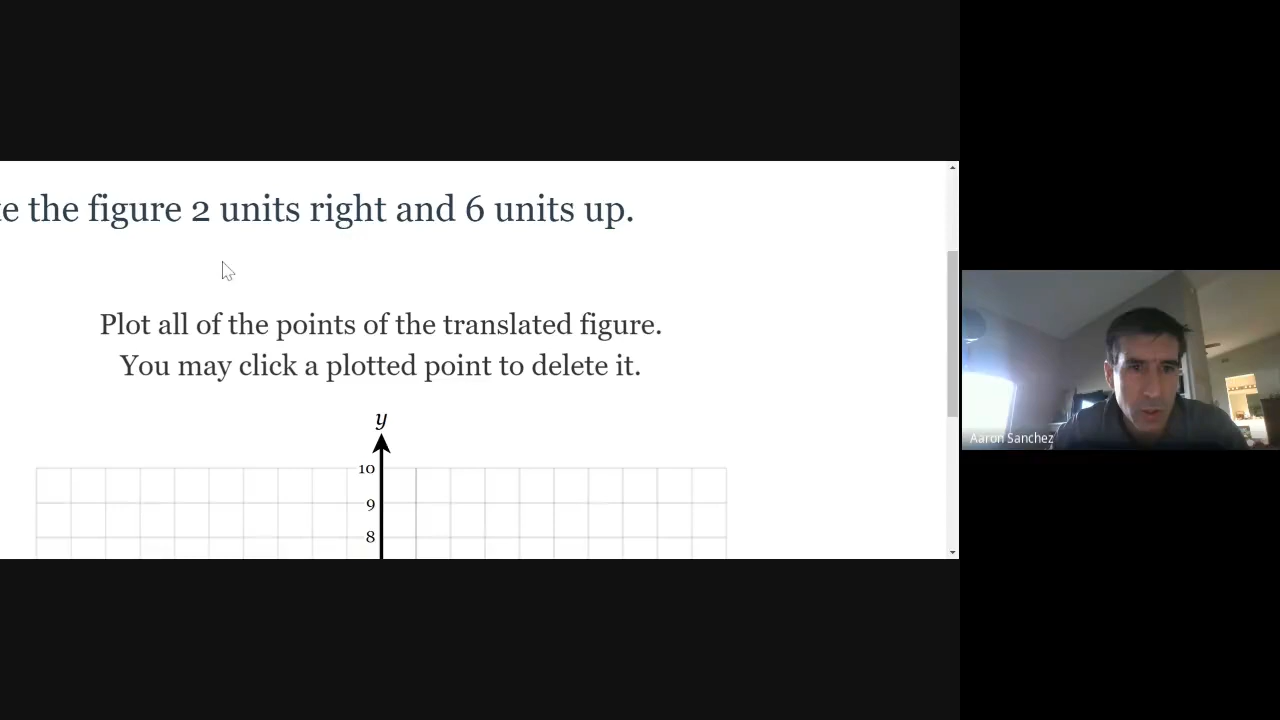 the figure 2 units right and 6 units up.
Plot all of the points of the translated figure.
You may click a plotted point to delete it.
y
10
9
8
Aaron Sanchez